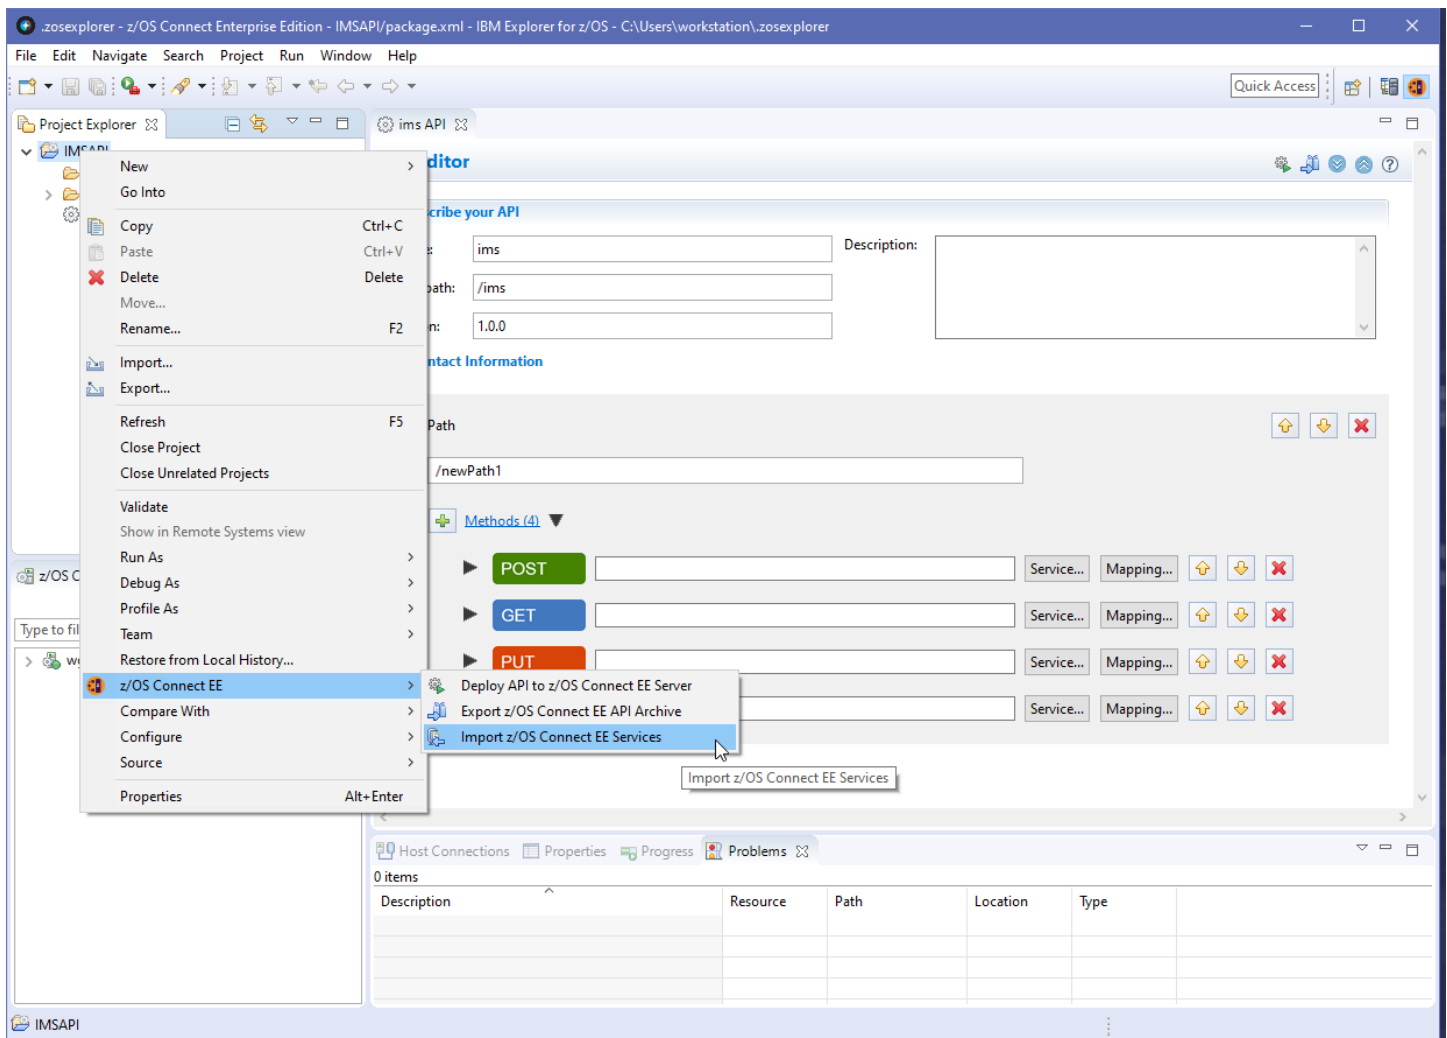 .zosexplorer - z/OS Connect Enterprise Edition - IMSAPI/package.xml - IBM Explorer for z/OS - C:\Users\workstation\.zosexplorer
File Edit Navigate Search Project Run Window Help
Quick Access
Project Explorer
ims API
IMSAPI
ditor
New
Go Into
cribe your API
Copy Ctrl+C
e: ims
Description:
Paste Ctrl+V
Delete Delete
path: /ims
Move...
Rename... F2
n: 1.0.0
Import...
ntact Information
Export...
Refresh F5
Path
Close Project
Close Unrelated Projects
/newPath1
Validate
Methods (4)
Show in Remote Systems view
Run As
POST Service... Mapping...
z/OS C
Debug As
Profile As
GET Service... Mapping...
Type to fil
Team
Restore from Local History...
PUT Service... Mapping...
w
z/OS Connect EE
Deploy API to z/OS Connect EE Server
Compare With
Export z/OS Connect EE API Archive
Service... Mapping...
Configure
Import z/OS Connect EE Services
Source
Import z/OS Connect EE Services
Properties Alt+Enter
Host Connections Properties Progress Problems
0 items
Description Resource Path Location Type
IMSAPI